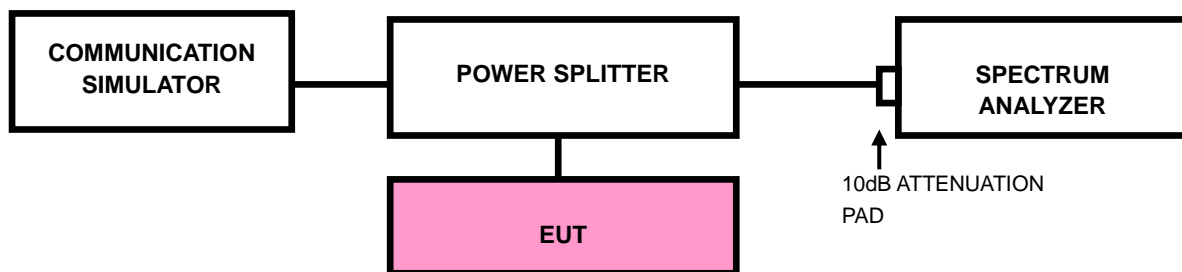 COMMUNICATION
SIMULATOR
POWER SPLITTER
SPECTRUM
ANALYZER
10dB ATTENUATION
PAD
EUT